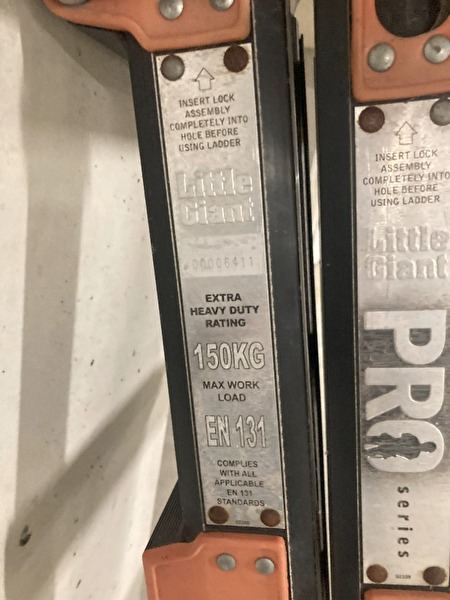 INSERT LOCK
ASSEMBLY
COMPLETELY INTO
HOLE BEFORE
USING LADDER
Little
Giant
00006411
EXTRA
HEAVY DUTY
RATING
150KG
MAX WORK
LOAD
EN 131
COMPLIES
WITH ALL
APPLICABLE
EN 131
STANDARDS
INSERT LOCK
ASSEMBLY
COMPLETELY INTO
HOLE BEFORE
USING LADDER
Little
Giant
PRO
series